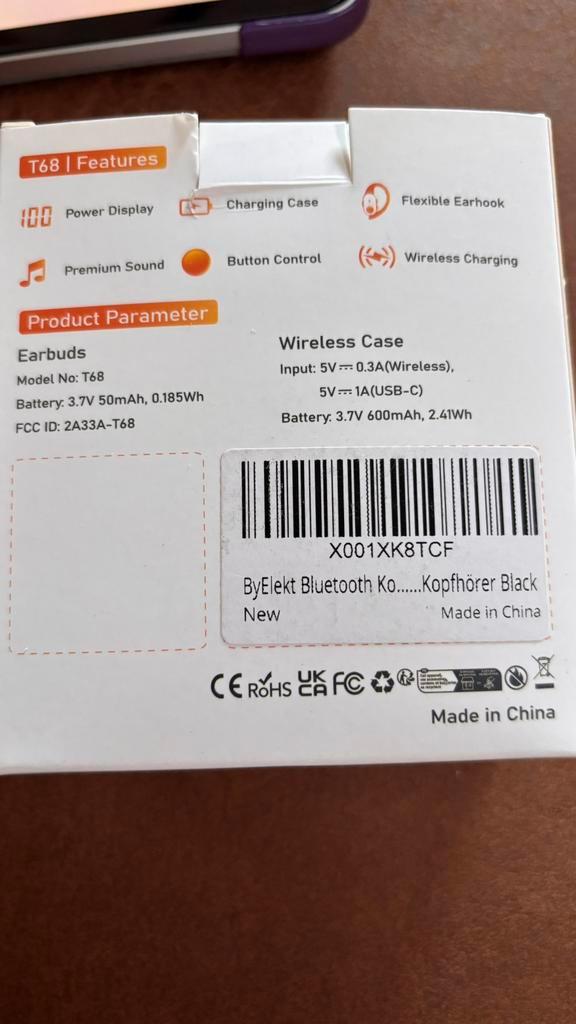 T68 | Features
100 Power Display
Charging Case
Flexible Earhook
Premium Sound
Button Control
Wireless Charging
Product Parameter
Earbuds
Model No: T68
Battery: 3.7V 50mAh, 0.185Wh
FCC ID: 2A33A-T68
Wireless Case
Input: 5V⎓0.3A(Wireless),
5V⎓1A(USB-C)
Battery: 3.7V 600mAh, 2.41Wh
X001XK8TCF
ByElekt Bluetooth Ko......Kopfhörer Black
New
Made in China
CE RoHS UKCA FC
Made in China